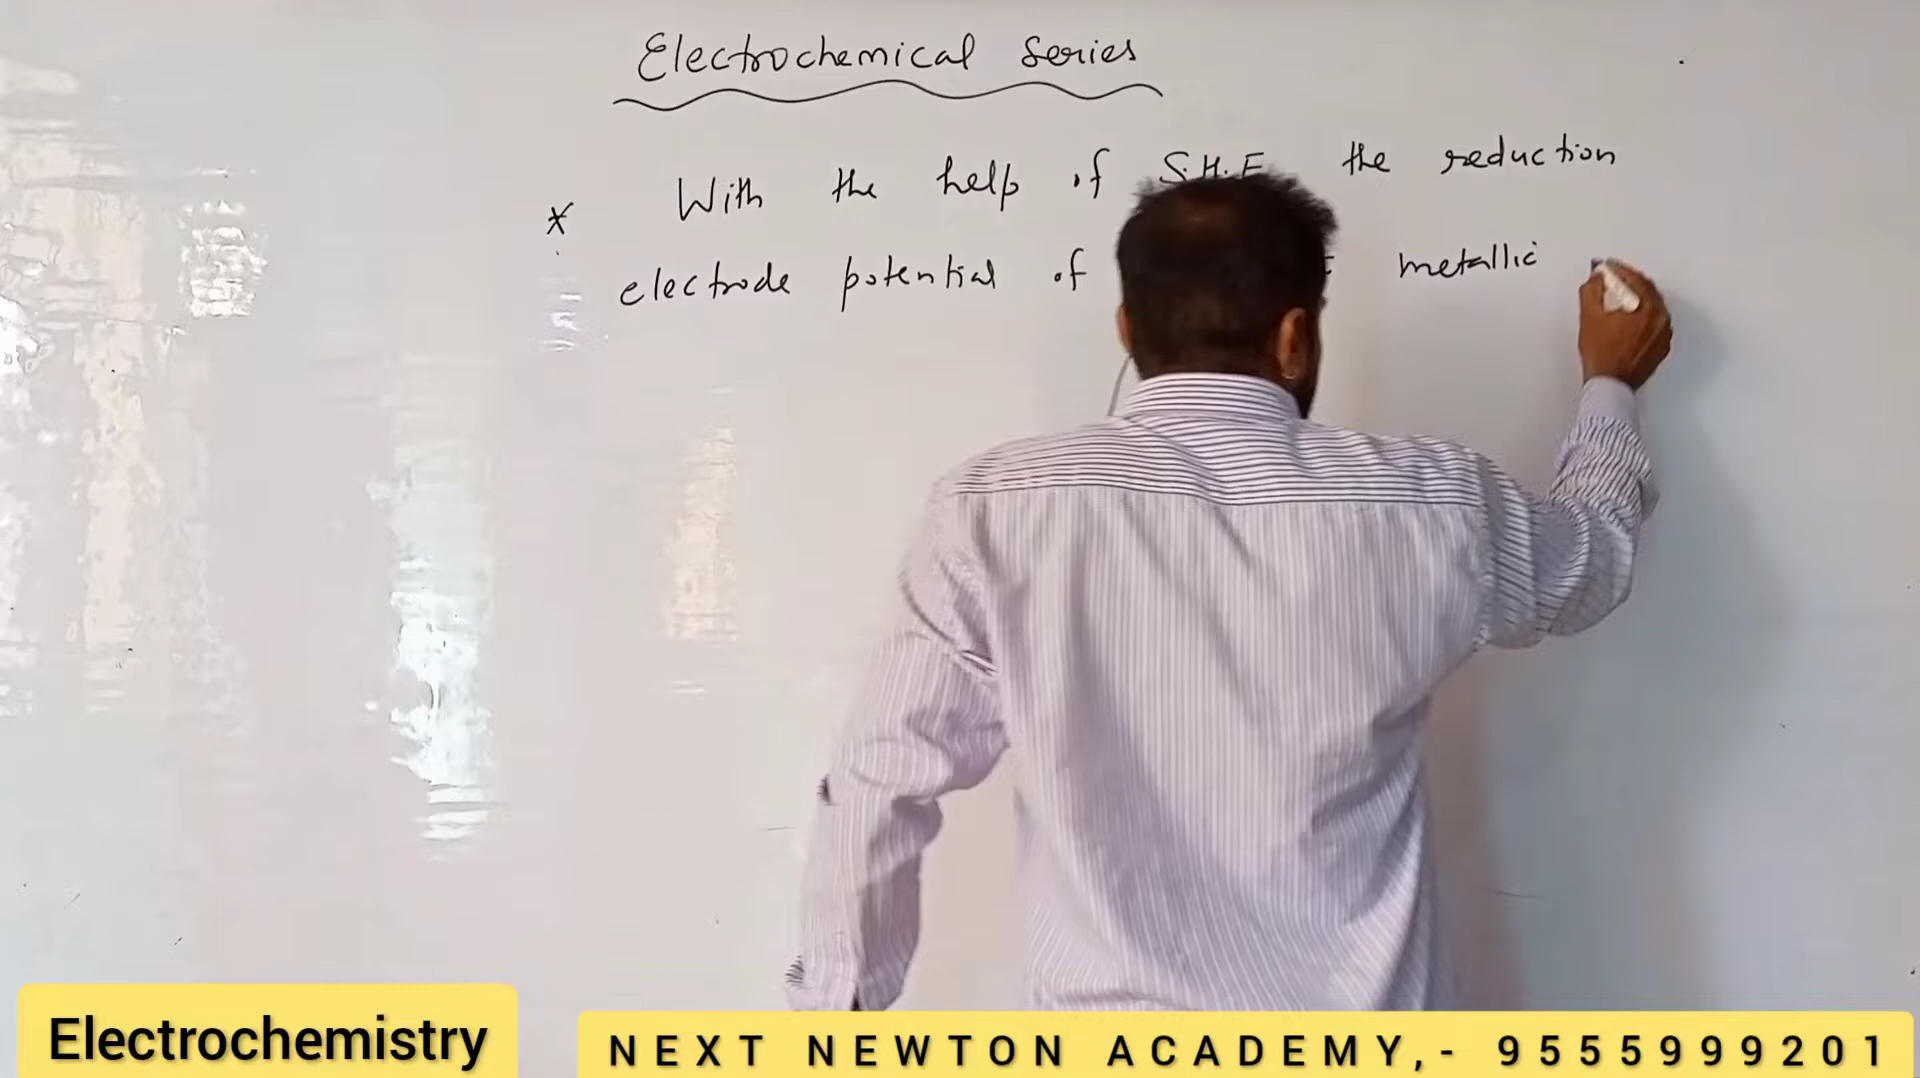 Electrochemical Series
* With the help of S.H.E the reduction
electrode potential of metallic
Electrochemistry
NEXT NEWTON ACADEMY,- 9555999201